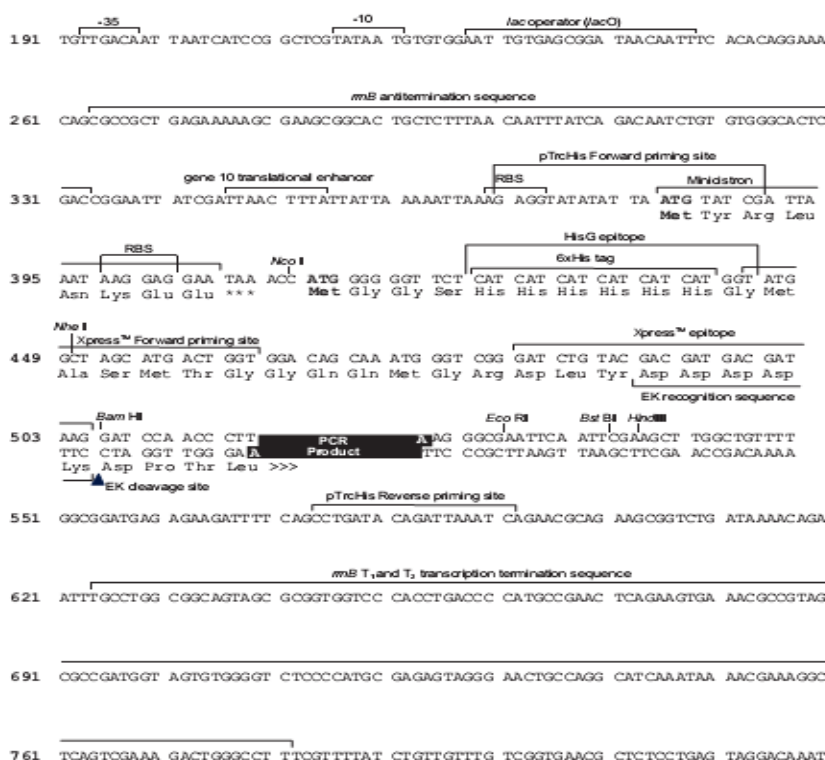 -35 -10 lac operator (lacO)
191 TGTTGACAAT TAATCATCCG GCTCGTATAA TGTGTGGAAT TGTGAGCGGA TAACAATTTC ACACAGGAAA
rrnB antitermination sequence
261 CAGCGCCGCT GAGAAAAAGC GAAGCGGCAC TGCTCTTTAA CAATTTATCA GACAATCTGT GTGGGCACTC
pTrcHis Forward priming site
gene 10 translational enhancer RBS Minicistron
331 GACCGGAATT ATCGATTAAC TTTATTATTA AAAATTAAAG AGGTATATAT TA ATG TAT CGA TTA
Met Tyr Arg Leu
HisG epitope
RBS Nco I 6xHis tag
395 AAT AAG GAG GAA TAA ACC ATG GGG GGT TCT CAT CAT CAT CAT CAT CAT GGT ATG
Asn Lys Glu Glu *** Met Gly Gly Ser His His His His His His Gly Met
Nhe I Xpress™ Forward priming site Xpress™ epitope
449 GCT AGC ATG ACT GGT GGA CAG CAA ATG GGT CGG GAT CTG TAC GAC GAT GAC GAT
Ala Ser Met Thr Gly Gly Gln Gln Met Gly Arg Asp Leu Tyr Asp Asp Asp Asp
EK recognition sequence
Bam HI Eco RI Bst BI Hind III
503 AAG GAT CCA ACC CTT PCR AAG GGCGAATTCA ATTCGAAGCT TGGCTGTTTT
TTC CTA GGT TGG GAA Product TTC CCGCTTAAGT TAAGCTTCGA ACCGACAAAA
Lys Asp Pro Thr Leu >>>
EK cleavage site
pTrcHis Reverse priming site
551 GGCGGATGAG AGAAGATTTT CAGCCTGATA CAGATTAAAT CAGAACGCAG AAGCGGTCTG ATAAAACAGA
rrnB T₁ and T₂ transcription termination sequence
621 ATTTGCCTGG CGGCAGTAGC GCGGTGGTCC CACCTGACCC CATGCCGAAC TCAGAAGTGA AACGCCGTAG
691 CGCCGATGGT AGTGTGGGGT CTCCCCATGC GAGAGTAGGG AACTGCCAGG CATCAAATAA AACGAAAGGC
761 TCAGTCGAAA GACTGGGCCT TTCGTTTTAT CTGTTGTTTG TCGGTGAACG CTCTCCTGAG TAGGACAAAT